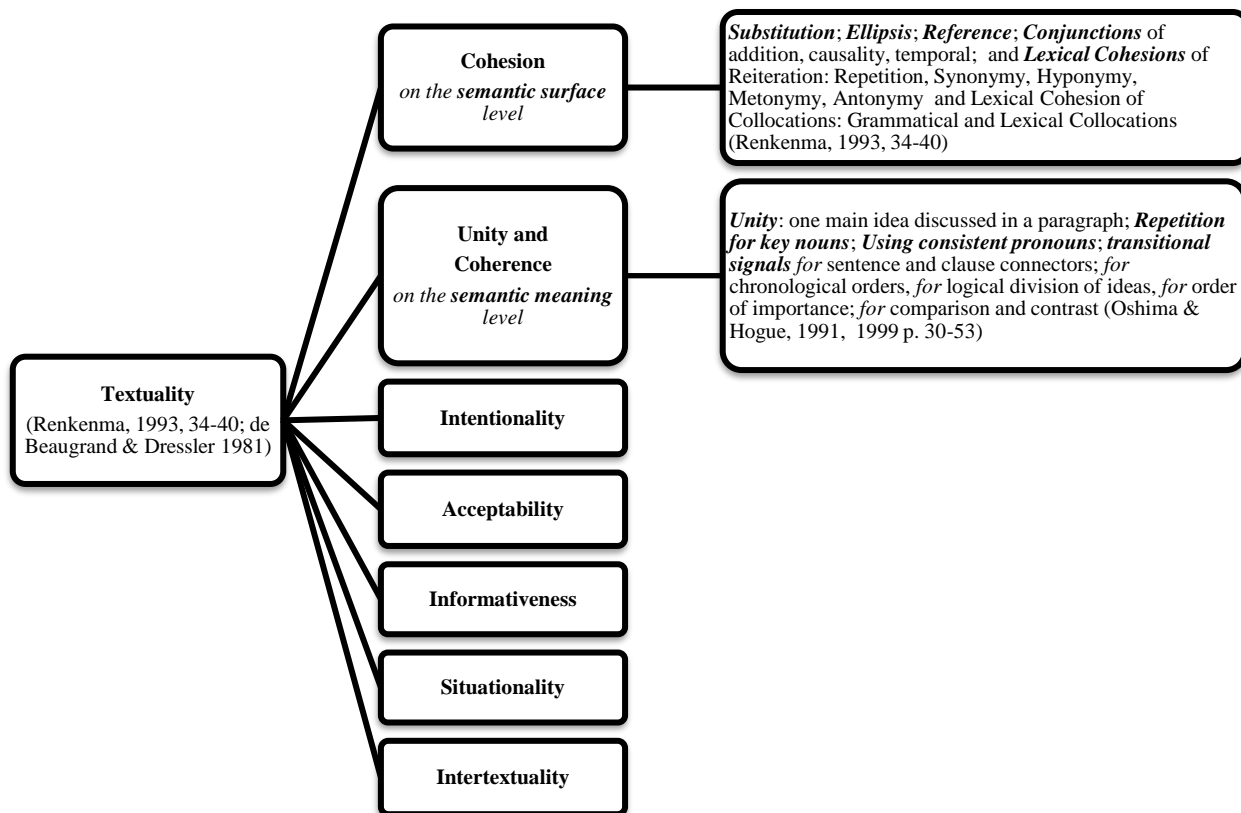 Textuality
(Renkenma, 1993, 34-40; de
Beaugrand & Dressler 1981)
Cohesion
on the semantic surface
level
Substitution; Ellipsis; Reference; Conjunctions of
addition, causality, temporal;  and Lexical Cohesions of
Reiteration: Repetition, Synonymy, Hyponymy,
Metonymy, Antonymy  and Lexical Cohesion of
Collocations: Grammatical and Lexical Collocations
(Renkenma, 1993, 34-40)
Unity and
Coherence
on the semantic meaning
level
Unity: one main idea discussed in a paragraph; Repetition
for key nouns; Using consistent pronouns; transitional
signals for sentence and clause connectors; for
chronological orders, for logical division of ideas, for order
of importance; for comparison and contrast (Oshima &
Hogue, 1991,  1999 p. 30-53)
Intentionality
Acceptability
Informativeness
Situationality
Intertextuality